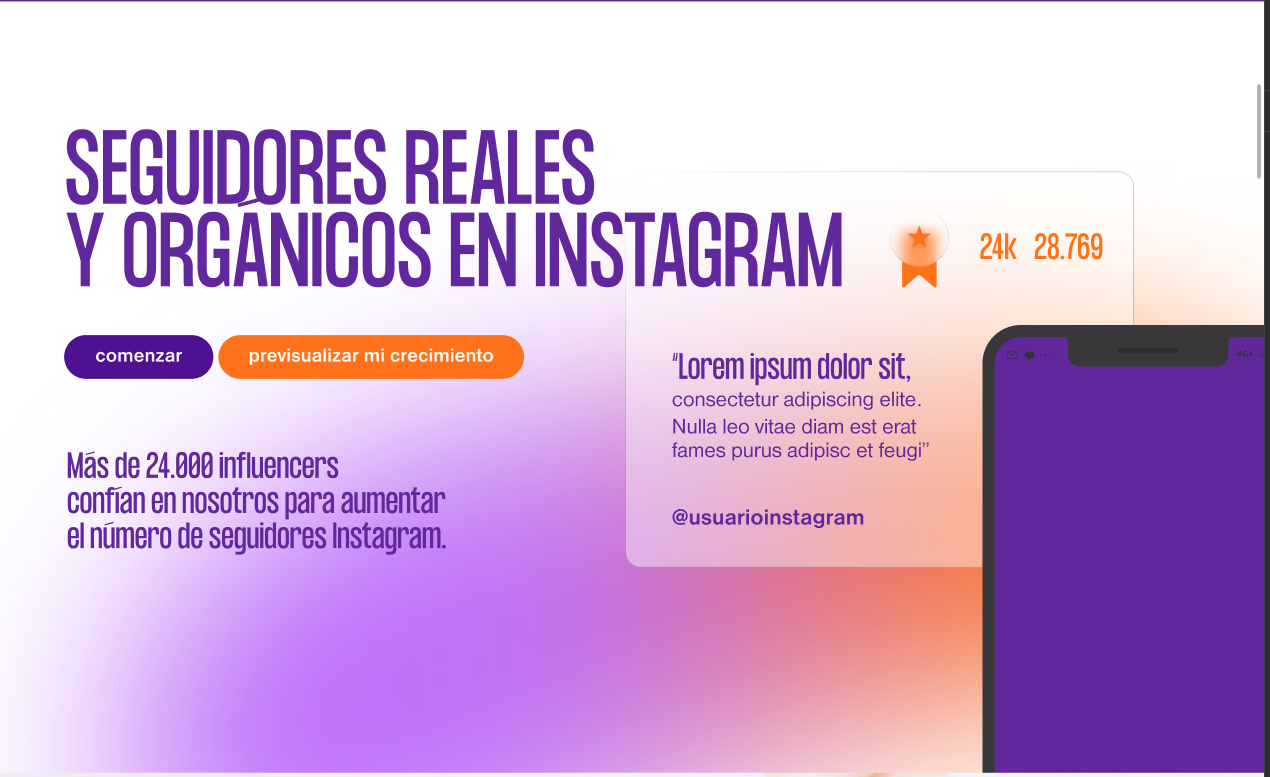 SEGUIDORES REALES
Y ORGÁNICOS EN INSTAGRAM
24k 28.769
comenzar
previsualizar mi crecimiento
"Lorem ipsum dolor sit,
consectetur adipiscing elite.
Nulla leo vitae diam est erat
fames purus adipisc et feugi”
@usuarioinstagram
Más de 24.000 influencers
confían en nosotros para aumentar
el número de seguidores Instagram.
4G+